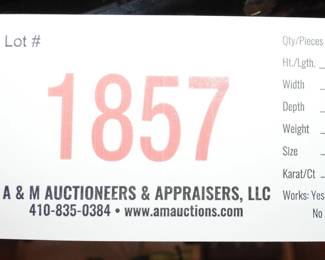 Lot #
1857
A & M AUCTIONEERS & APPRAISERS, LLC
410-835-0384 • www.amauctions.com
Qty/Pieces
Ht./Lgth.
Width
Depth
Weight
Size
Karat/Ct
Works: Yes
No